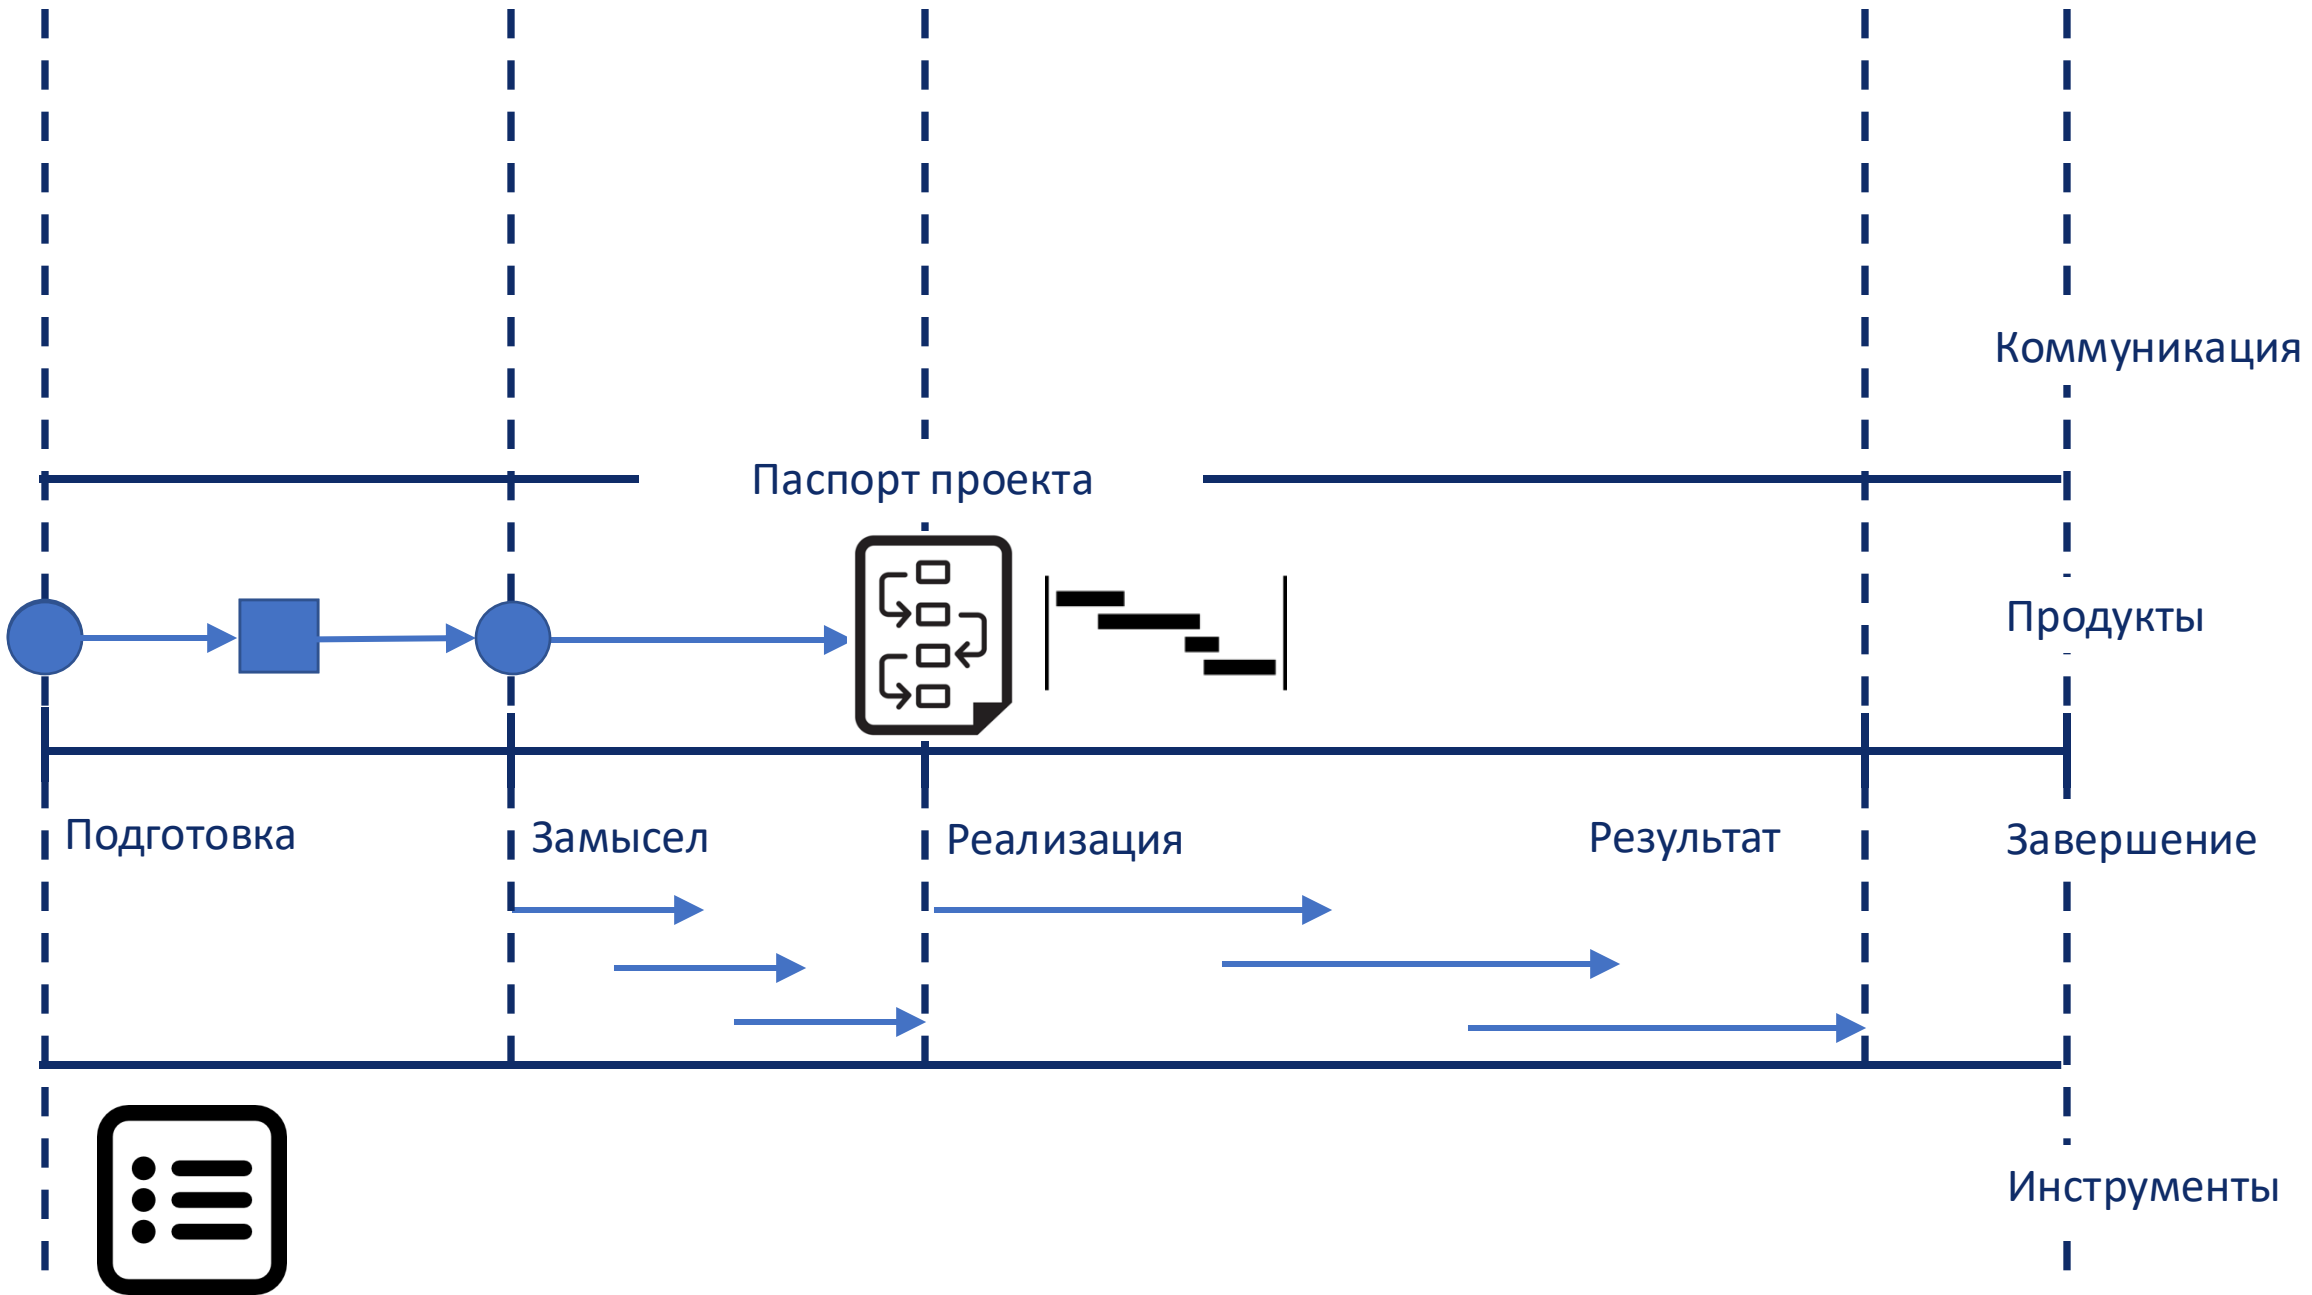 Коммуникация
Паспорт проекта
Продукты
Подготовка
Замысел
Реализация
Результат
Завершение
Инструменты